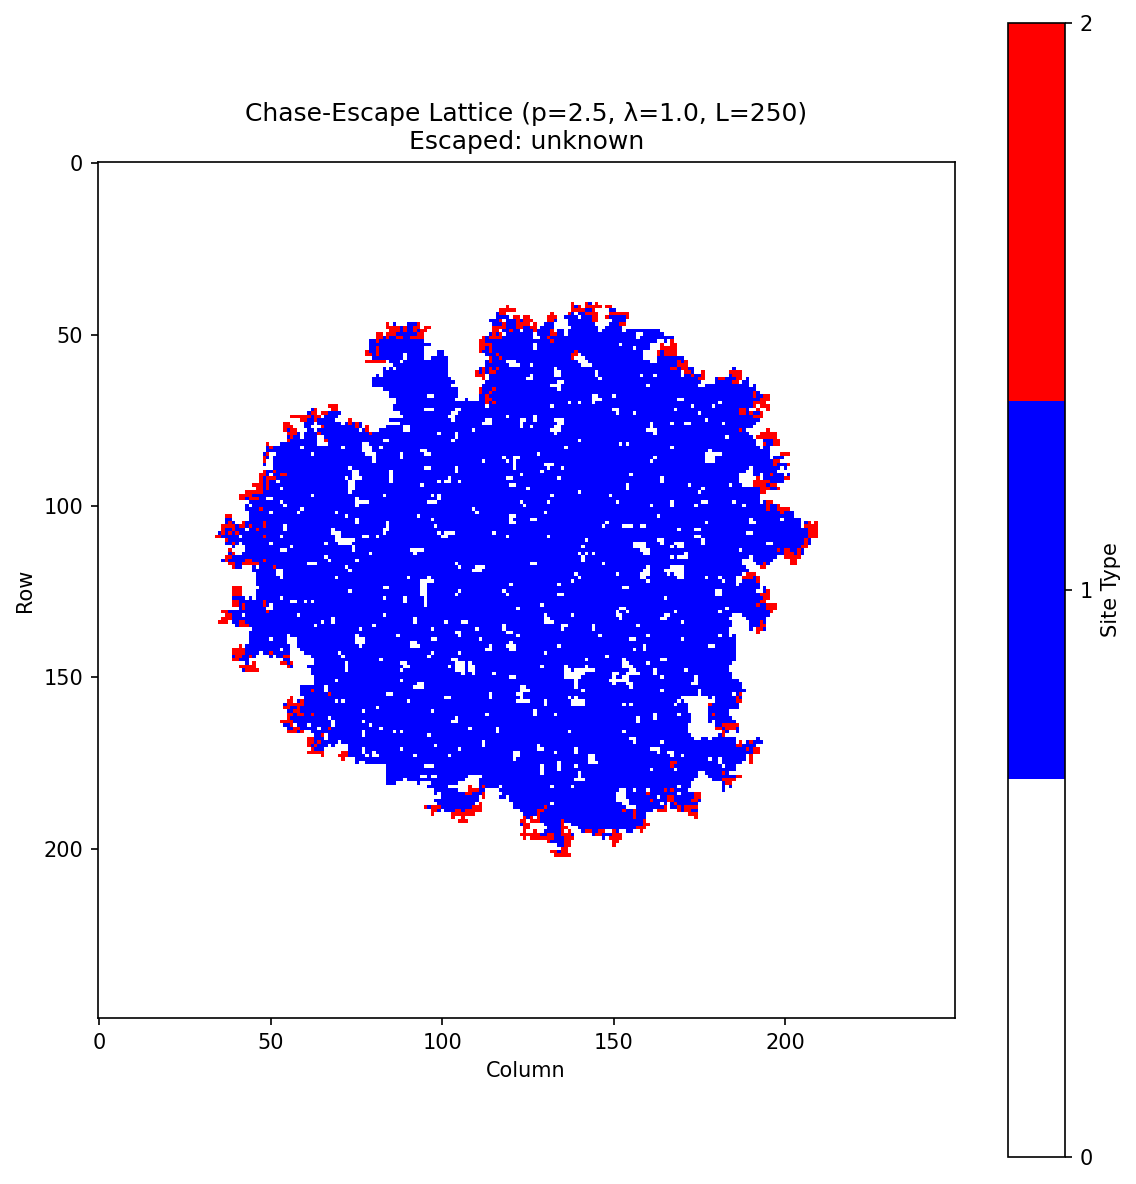 Chase-Escape Lattice (p=2.5, λ=1.0, L=250)
Escaped: unknown
0
50
100
150
200
Row
0
50
100
150
200
Column
2
1
0
Site Type